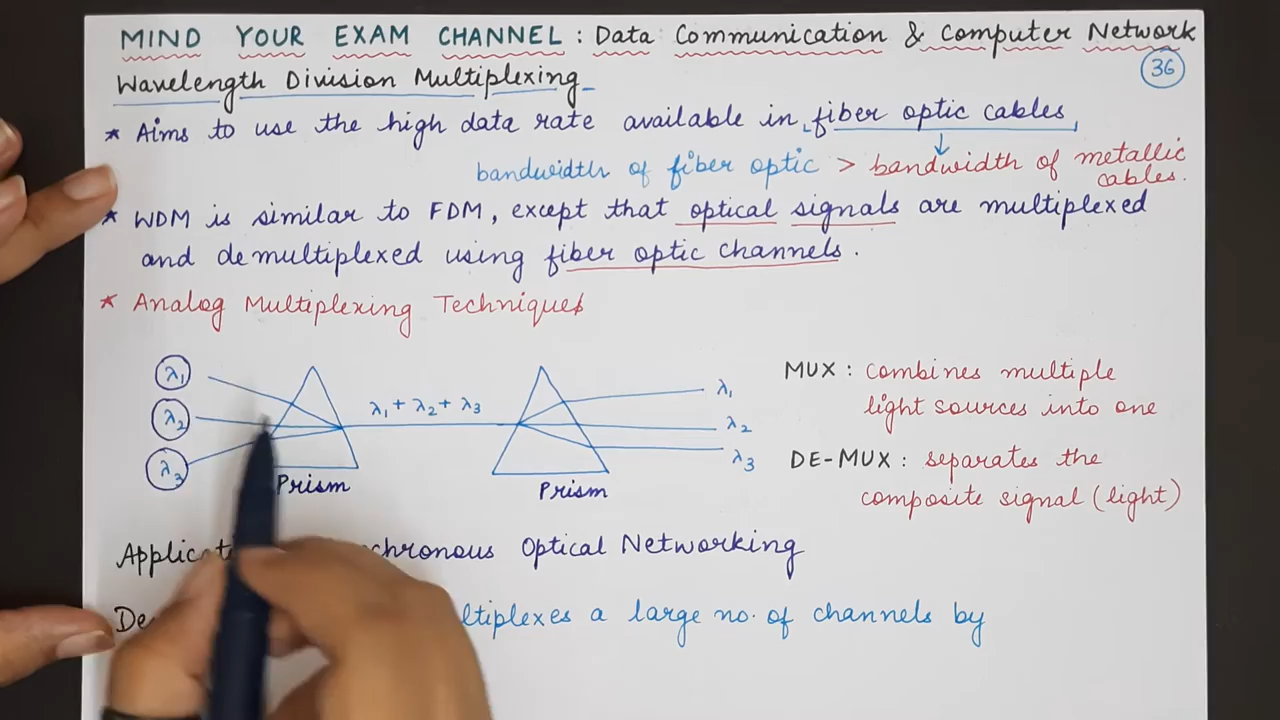 MIND YOUR EXAM CHANNEL : Data Communication & Computer Network
Wavelength Division Multiplexing
36
* Aims to use the high data rate available in fiber optic cables
bandwidth of fiber optic > bandwidth of metallic
cables.
* WDM is similar to FDM, except that optical signals are multiplexed
and demultiplexed using fiber optic channels.
* Analog Multiplexing Techniques
λ1
λ2
λ3
Prism
λ1 + λ2 + λ3
Prism
λ1
λ2
λ3
MUX : combines multiple
light sources into one
DE-MUX : separates the
composite signal (light)
Optical Networking
a large no. of channels by